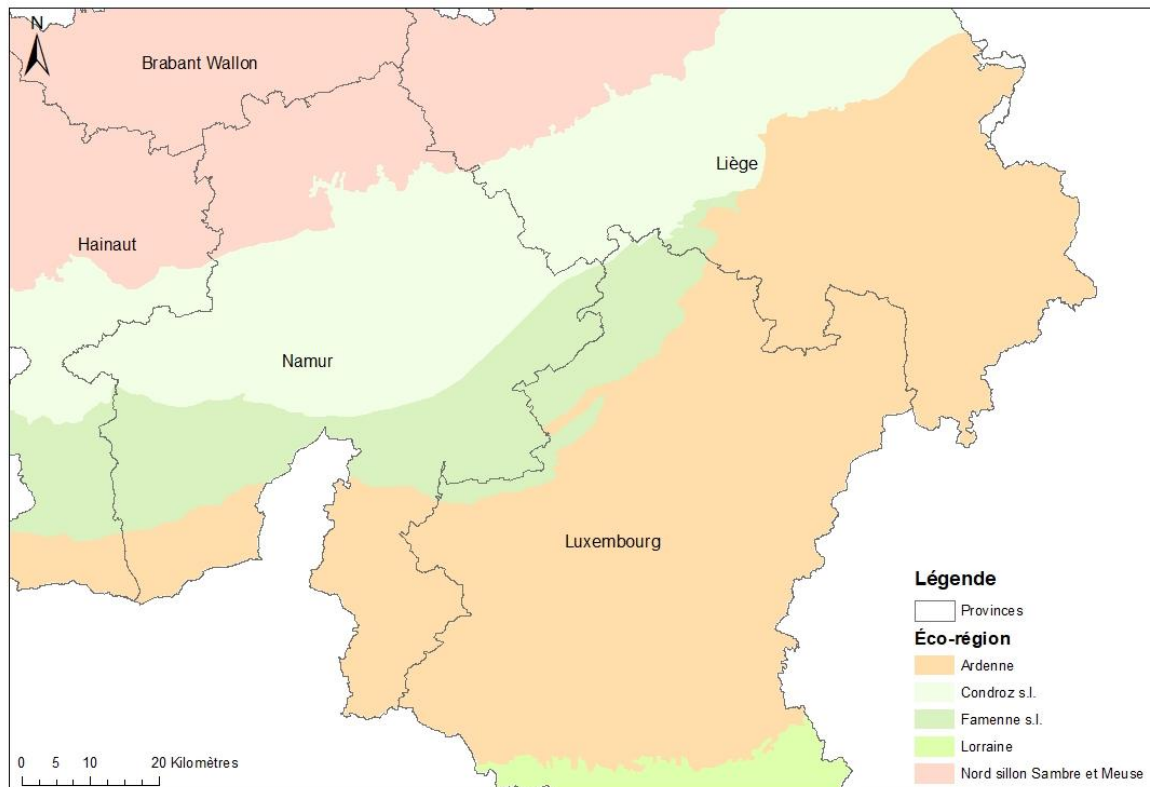 N
Brabant Wallon
Liège
Hainaut
Namur
Luxembourg
Légende
Provinces
Éco-région
Ardenne
Condroz s.l.
Famenne s.l.
Lorraine
Nord sillon Sambre et Meuse
0 5 10 20 Kilomètres